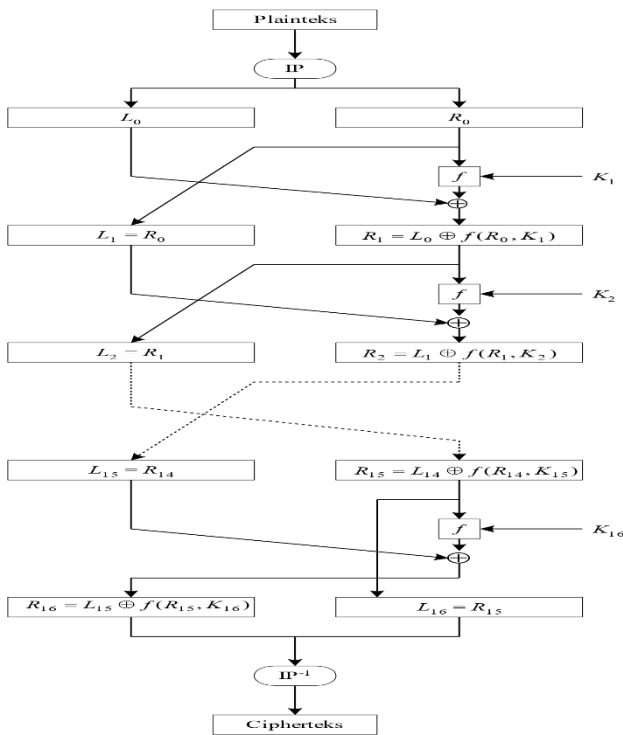 Plainteks
IP
L₀ R₀
f K₁
⊕
L₁ = R₀ R₁ = L₀ ⊕ f(R₀, K₁)
f K₂
⊕
L₂ = R₁ R₂ = L₁ ⊕ f(R₁, K₂)
L₁₅ = R₁₄ R₁₅ = L₁₄ ⊕ f(R₁₄, K₁₅)
f K₁₆
⊕
R₁₆ = L₁₅ ⊕ f(R₁₅, K₁₆) L₁₆ = R₁₅
IP⁻¹
Cipherteks